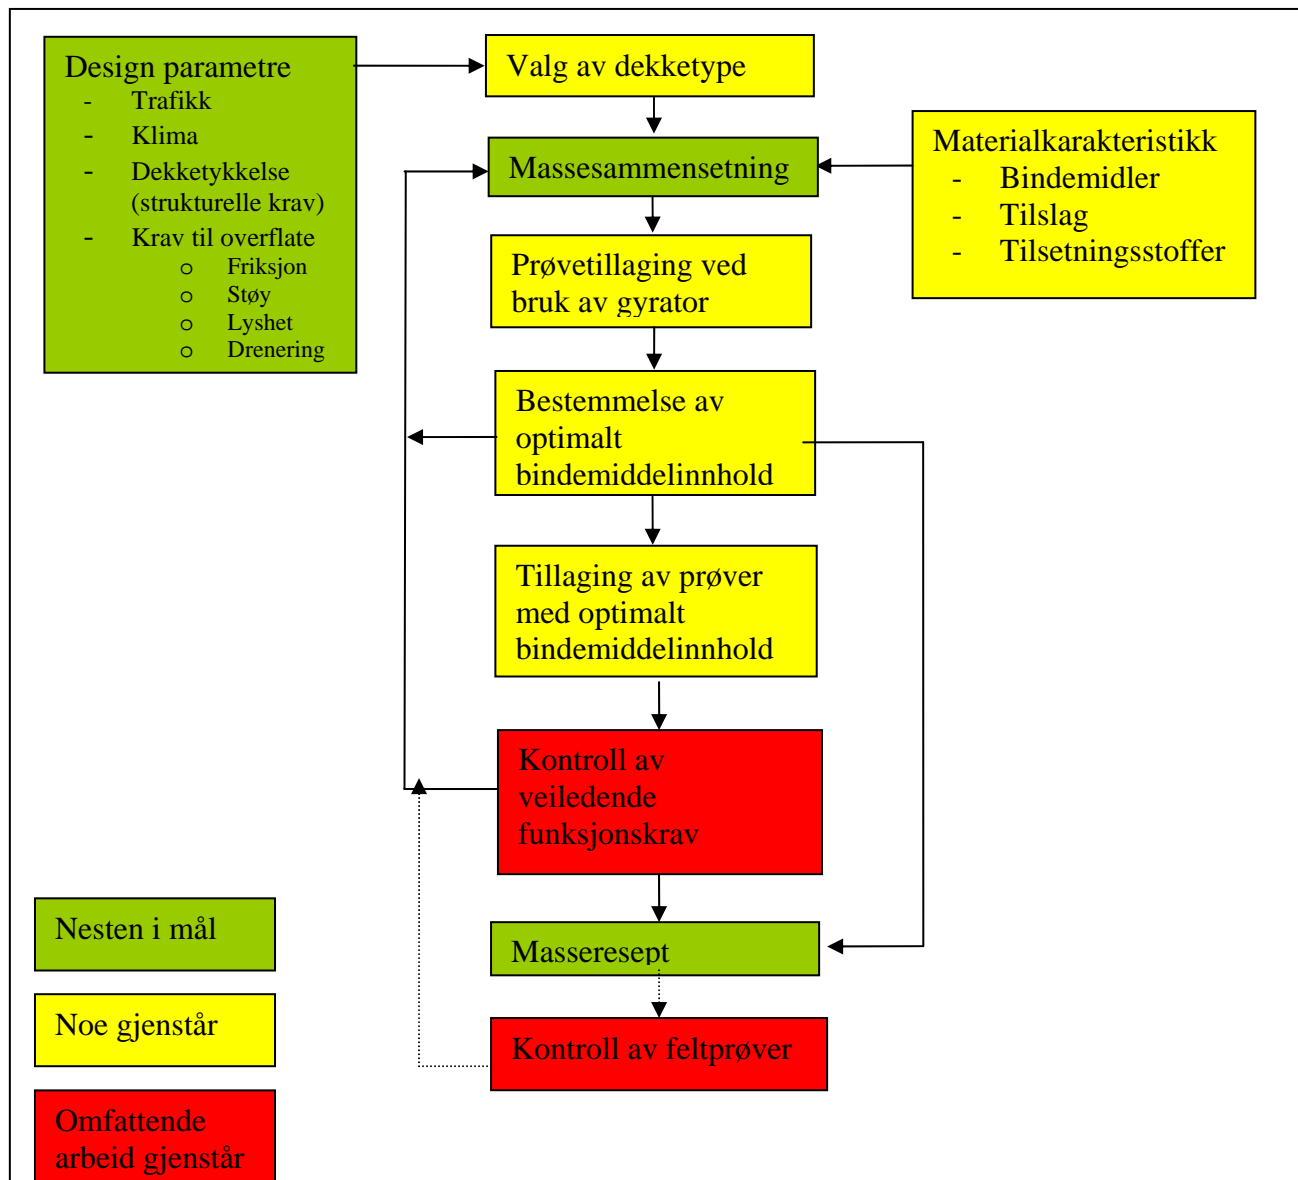 Design parametre
- Trafikk
- Klima
- Dekketykkelse
(strukturelle krav)
- Krav til overflate
o Friksjon
o Støy
o Lyshet
o Drenering
Valg av dekketype
Massesammensetning
Materialkarakteristikk
- Bindemidler
- Tilslag
- Tilsetningsstoffer
Prøvetillaging ved
bruk av gyrator
Bestemmelse av
optimalt
bindemiddelinnhold
Tillaging av prøver
med optimalt
bindemiddelinnhold
Kontroll av
veiledende
funksjonskrav
Masseresept
Kontroll av feltprøver
Nesten i mål
Noe gjenstår
Omfattende
arbeid gjenstår